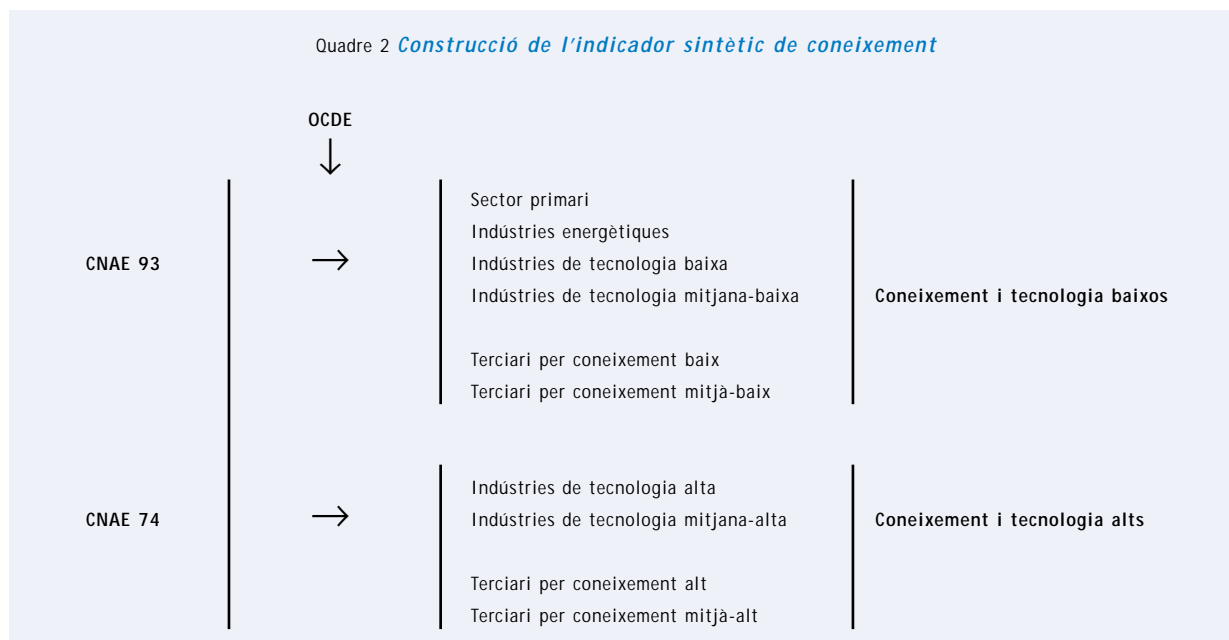 Quadre 2 Construcció de l'indicador sintètic de coneixement
OCDE
CNAE 93
Sector primari
Indústries energètiques
Indústries de tecnologia baixa
Indústries de tecnologia mitjana-baixa
Terciari per coneixement baix
Terciari per coneixement mitjà-baix
Coneixement i tecnologia baixos
CNAE 74
Indústries de tecnologia alta
Indústries de tecnologia mitjana-alta
Terciari per coneixement alt
Terciari per coneixement mitjà-alt
Coneixement i tecnologia alts